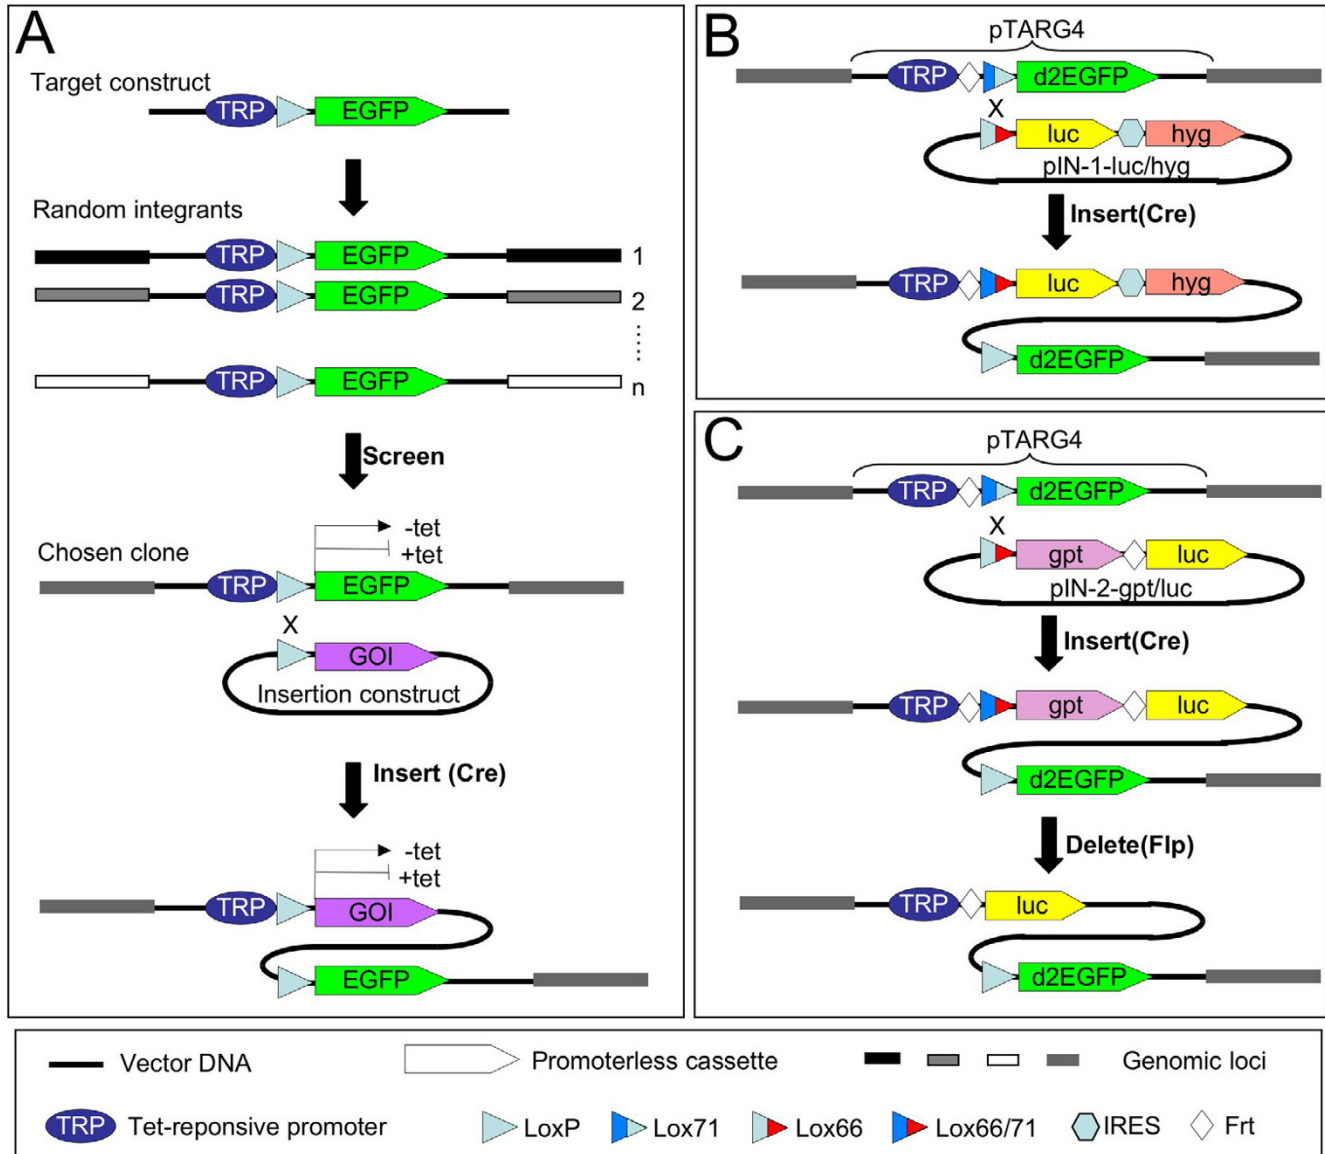 A
Target construct
TRP EGFP
Random integrants
TRP EGFP 1
TRP EGFP 2
TRP EGFP n
Screen
-tet
+tet
Chosen clone
TRP EGFP
X
GOI
Insertion construct
Insert (Cre)
-tet
+tet
TRP GOI
EGFP
B
pTARG4
TRP d2EGFP
X
luc hyg
pIN-1-luc/hyg
Insert(Cre)
TRP luc hyg
d2EGFP
C
pTARG4
TRP d2EGFP
X
gpt luc
pIN-2-gpt/luc
Insert(Cre)
TRP gpt luc
d2EGFP
Delete(Flp)
TRP luc
d2EGFP
Vector DNA Promoterless cassette Genomic loci
TRP Tet-reponsive promoter LoxP Lox71 Lox66 Lox66/71 IRES Frt